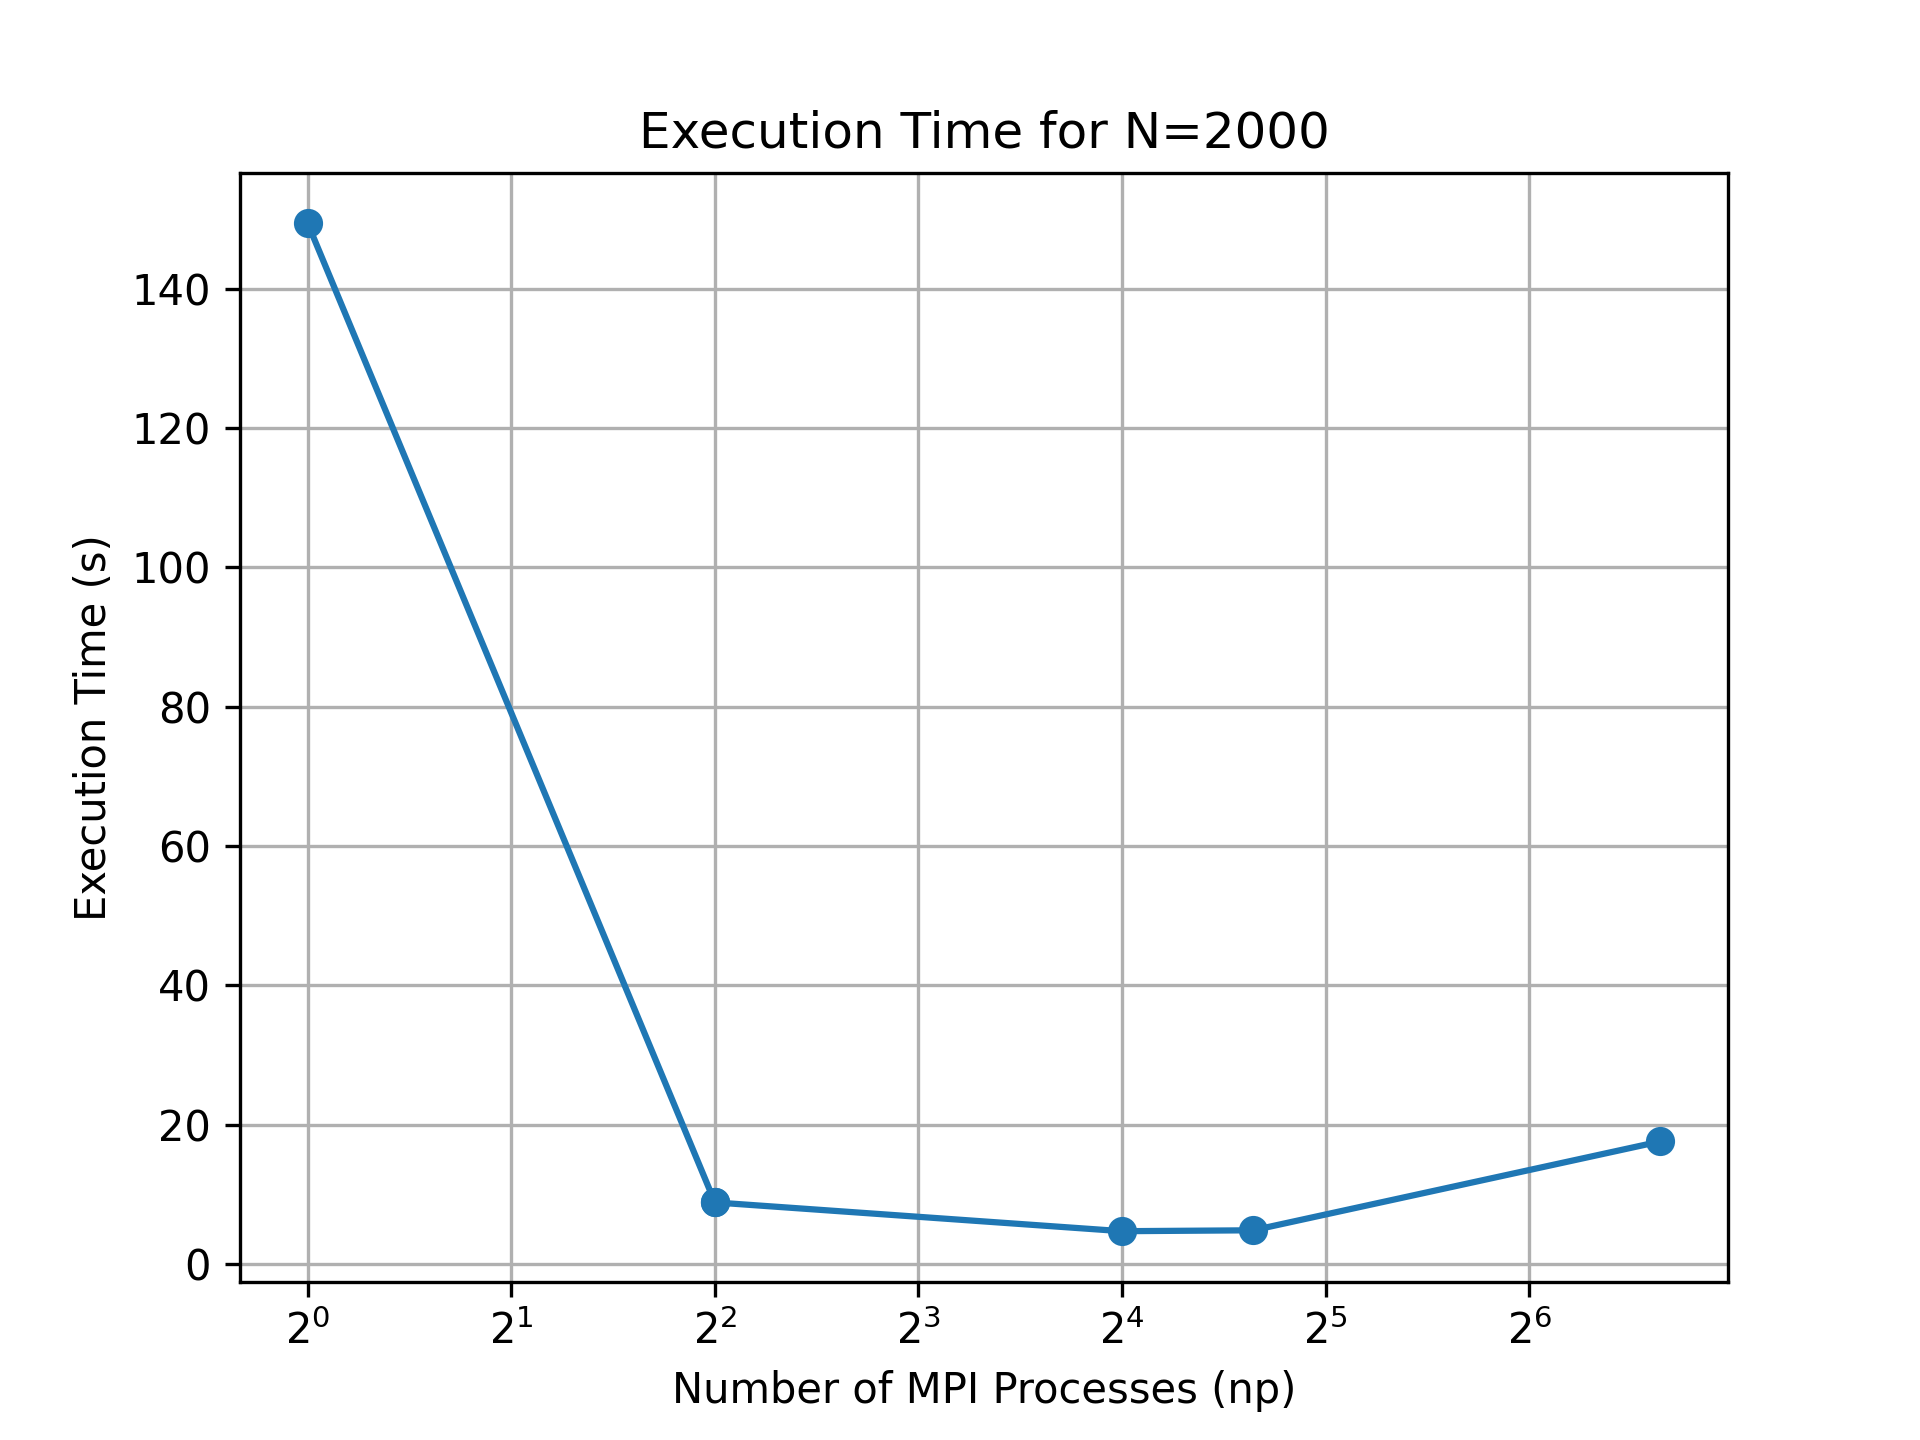 Execution Time for N=2000
Execution Time (s)
140
120
100
80
60
40
20
0
2⁰ 2¹ 2² 2³ 2⁴ 2⁵ 2⁶
Number of MPI Processes (np)